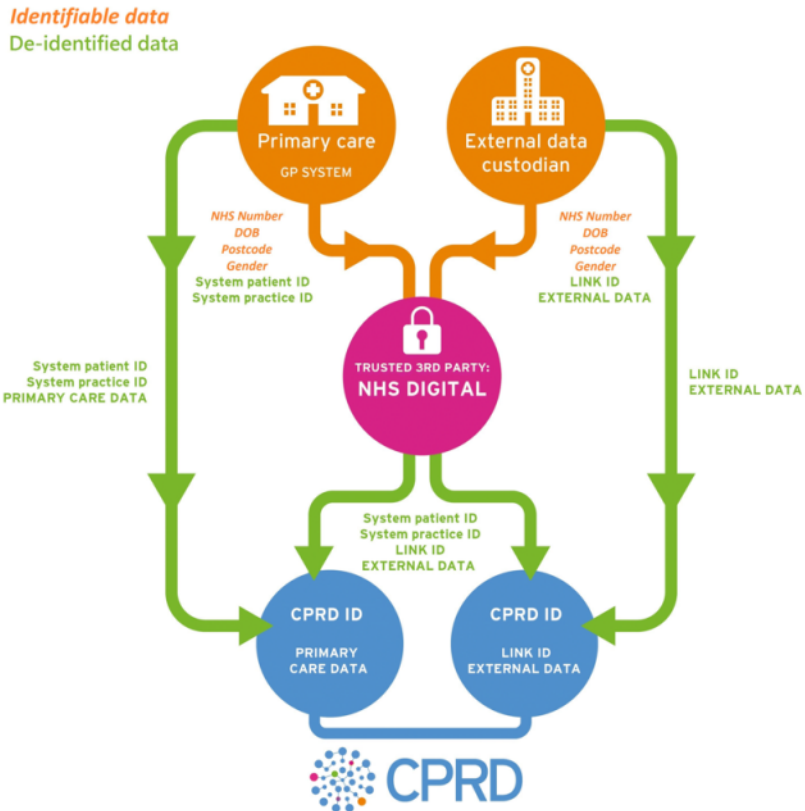 Identifiable data
De-identified data
Primary care
GP SYSTEM
External data
custodian
NHS Number
DOB
Postcode
Gender
System patient ID
System practice ID
NHS Number
DOB
Postcode
Gender
LINK ID
EXTERNAL DATA
System patient ID
System practice ID
PRIMARY CARE DATA
TRUSTED 3RD PARTY:
NHS DIGITAL
LINK ID
EXTERNAL DATA
System patient ID
System practice ID
LINK ID
EXTERNAL DATA
CPRD ID
PRIMARY
CARE DATA
CPRD ID
LINK ID
EXTERNAL DATA
CPRD